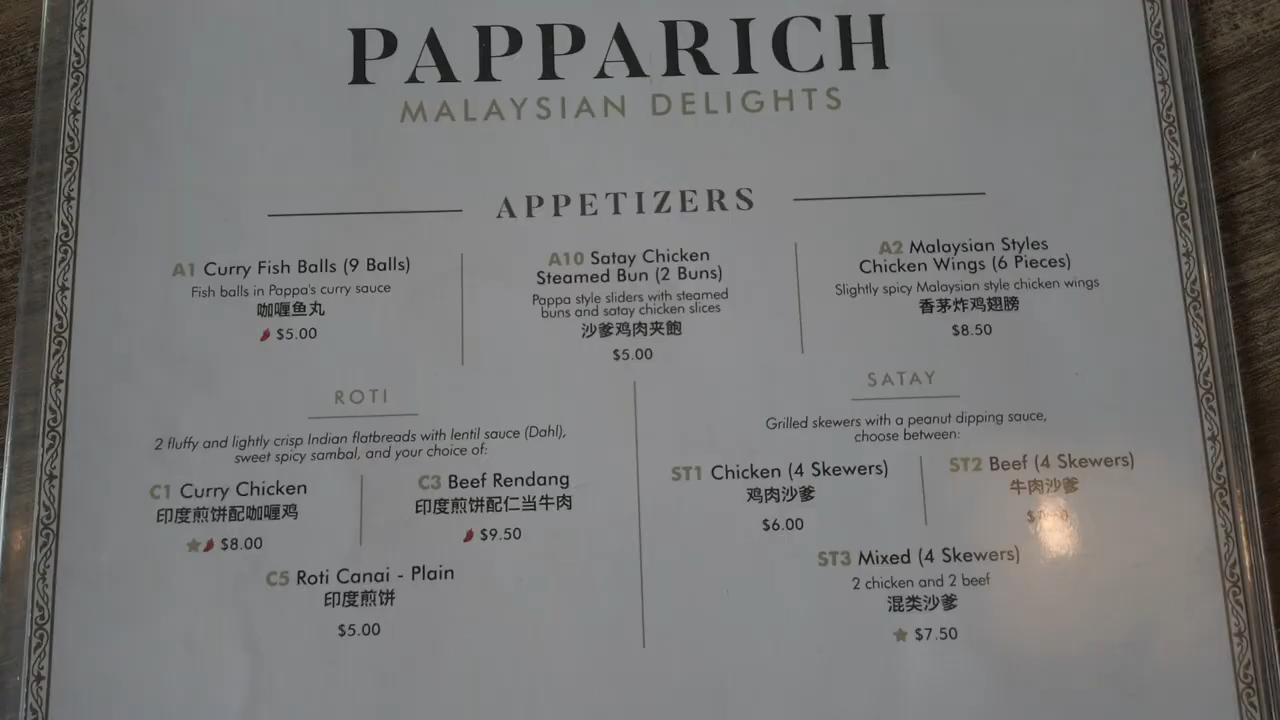 PAPPARICH
MALAYSIAN DELIGHTS
APPETIZERS
A1 Curry Fish Balls (9 Balls)
Fish balls in Pappa's curry sauce
咖喱鱼丸
$5.00
A10 Satay Chicken
Steamed Bun (2 Buns)
Pappa style sliders with steamed
buns and satay chicken slices
沙爹鸡肉夹飽
$5.00
A2 Malaysian Styles
Chicken Wings (6 Pieces)
Slightly spicy Malaysian style chicken wings
香茅炸鸡翅膀
$8.50
ROTI
2 fluffy and lightly crisp Indian flatbreads with lentil sauce (Dahl),
sweet spicy sambal, and your choice of:
C1 Curry Chicken
印度煎饼配咖喱鸡
$8.00
C3 Beef Rendang
印度煎饼配仁当牛肉
$9.50
C5 Roti Canai - Plain
印度煎饼
$5.00
SATAY
Grilled skewers with a peanut dipping sauce,
choose between:
ST1 Chicken (4 Skewers)
鸡肉沙爹
$6.00
ST2 Beef (4 Skewers)
牛肉沙爹
ST3 Mixed (4 Skewers)
2 chicken and 2 beef
混类沙爹
$7.50